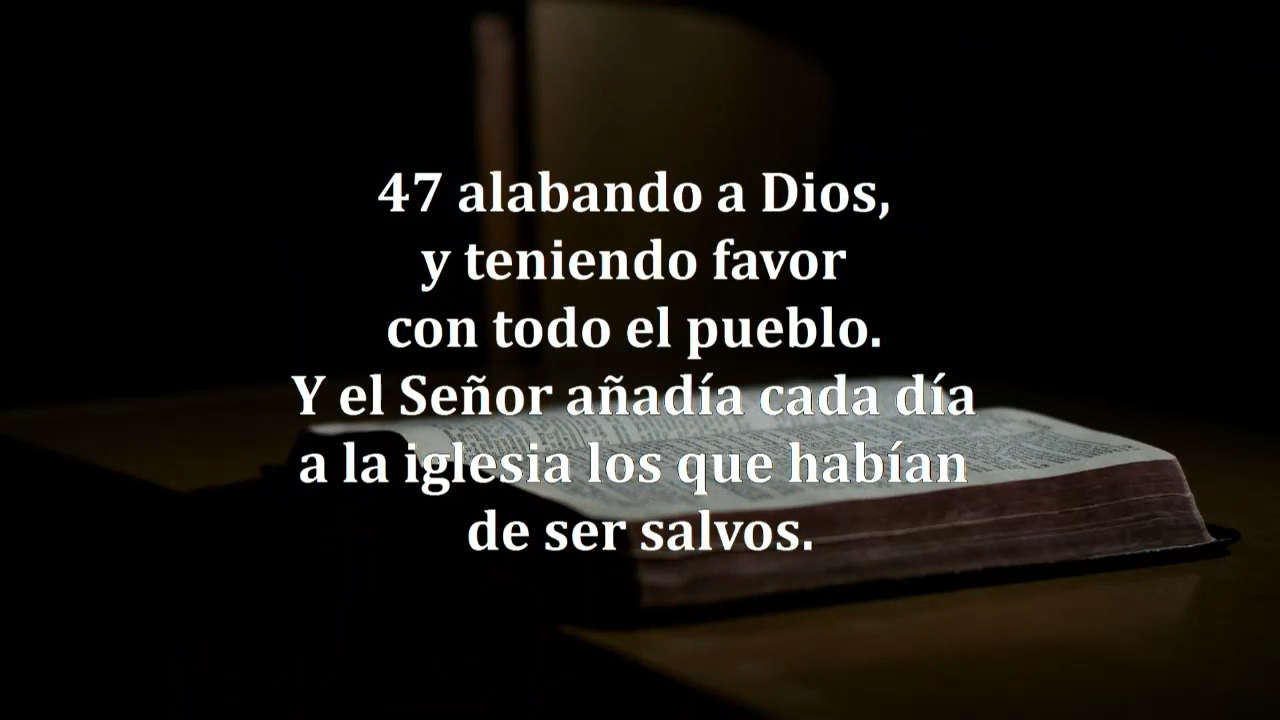 47 alabando a Dios,
y teniendo favor
con todo el pueblo.
Y el Señor añadía cada día
a la iglesia los que habían
de ser salvos.